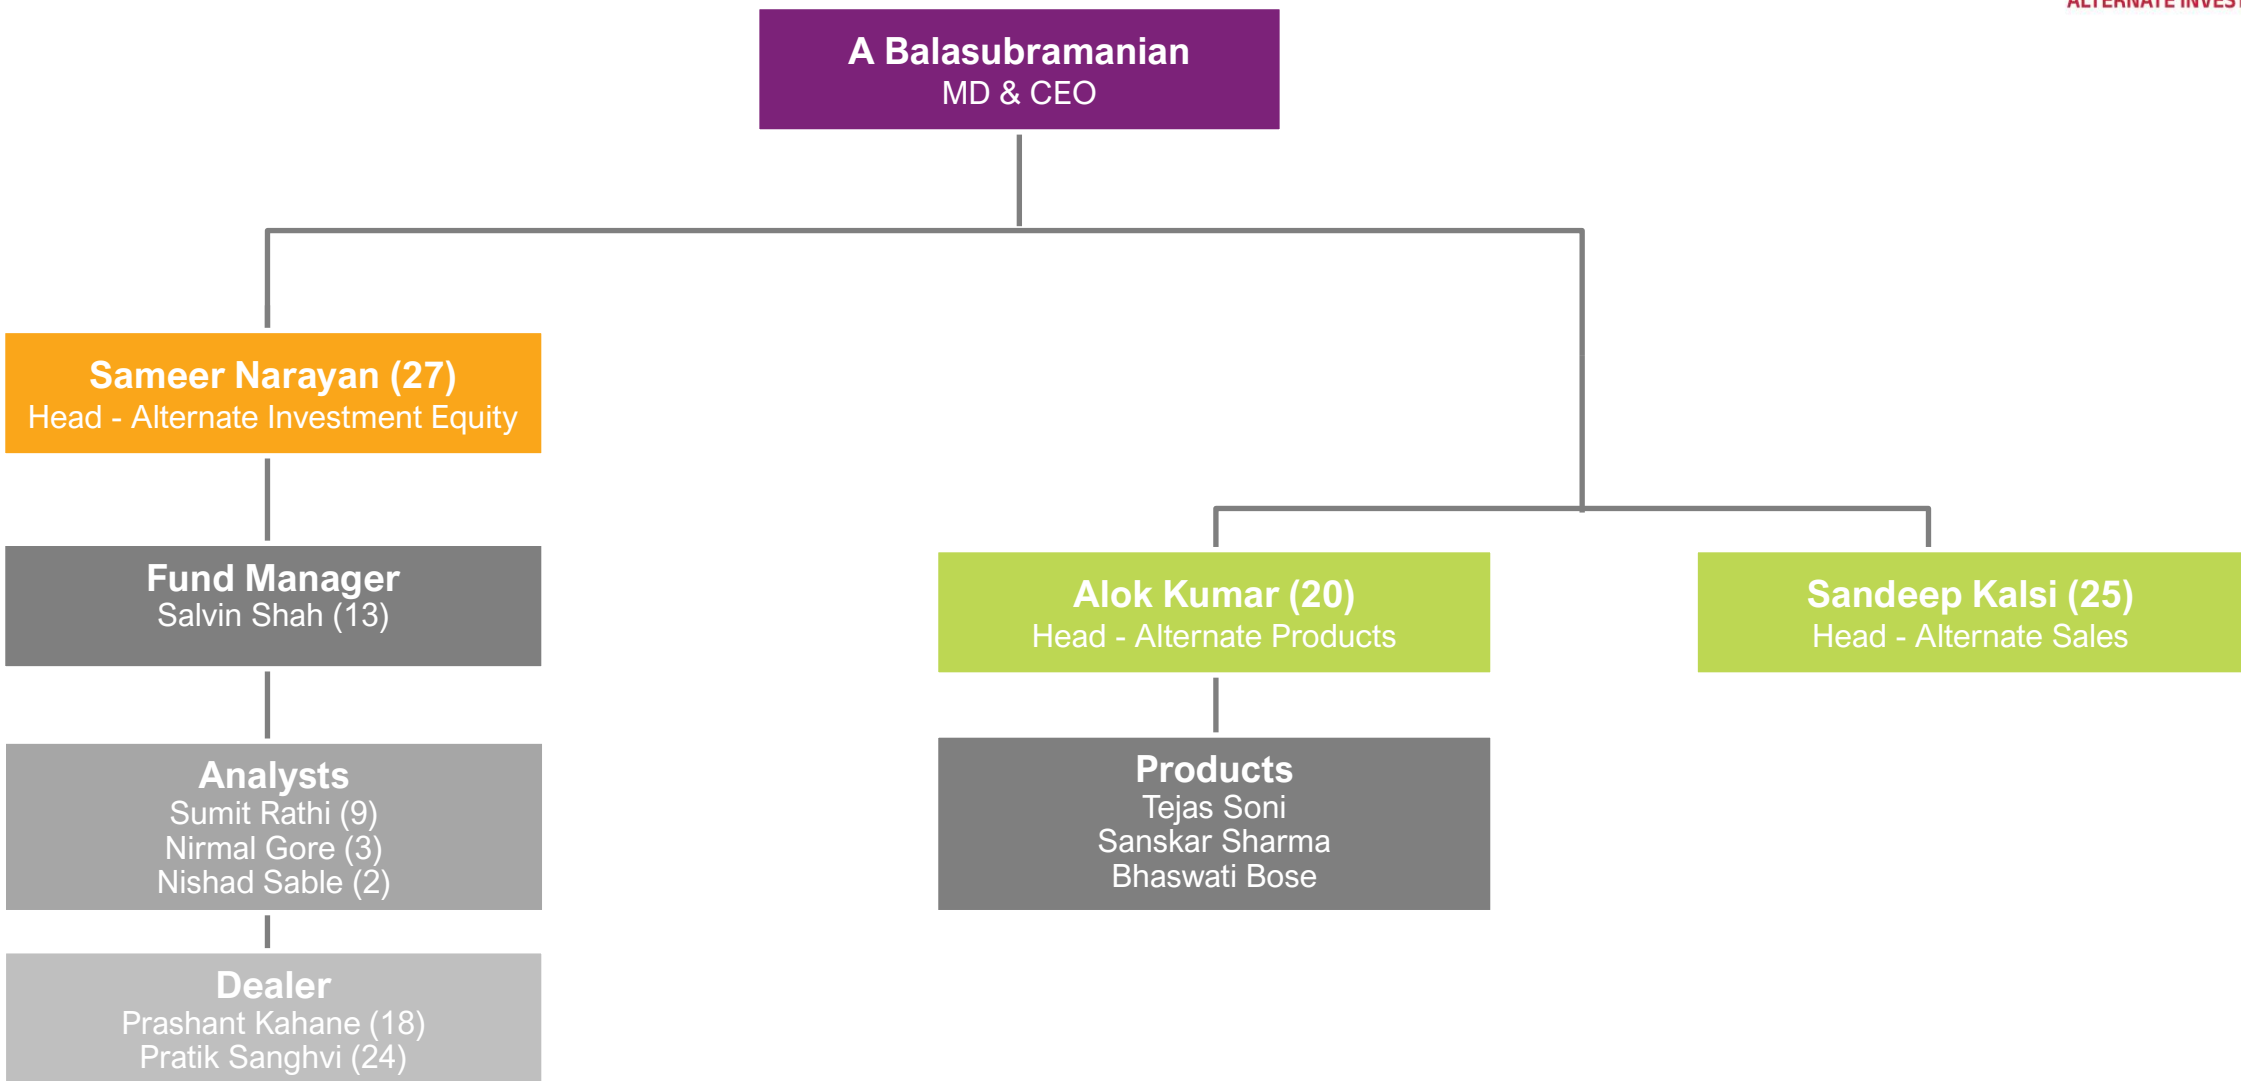 ALTERNATE INVEST
A Balasubramanian
MD & CEO
Sameer Narayan (27)
Head - Alternate Investment Equity
Fund Manager
Salvin Shah (13)
Alok Kumar (20)
Head - Alternate Products
Sandeep Kalsi (25)
Head - Alternate Sales
Analysts
Sumit Rathi (9)
Nirmal Gore (3)
Nishad Sable (2)
Products
Tejas Soni
Sanskar Sharma
Bhaswati Bose
Dealer
Prashant Kahane (18)
Pratik Sanghvi (24)